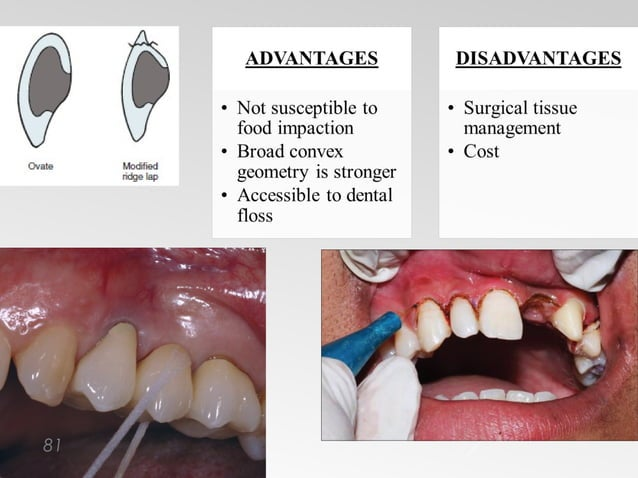 Ovate
Modified
ridge lap
ADVANTAGES
• Not susceptible to
food impaction
• Broad convex
geometry is stronger
• Accessible to dental
floss
DISADVANTAGES
• Surgical tissue
management
• Cost
81